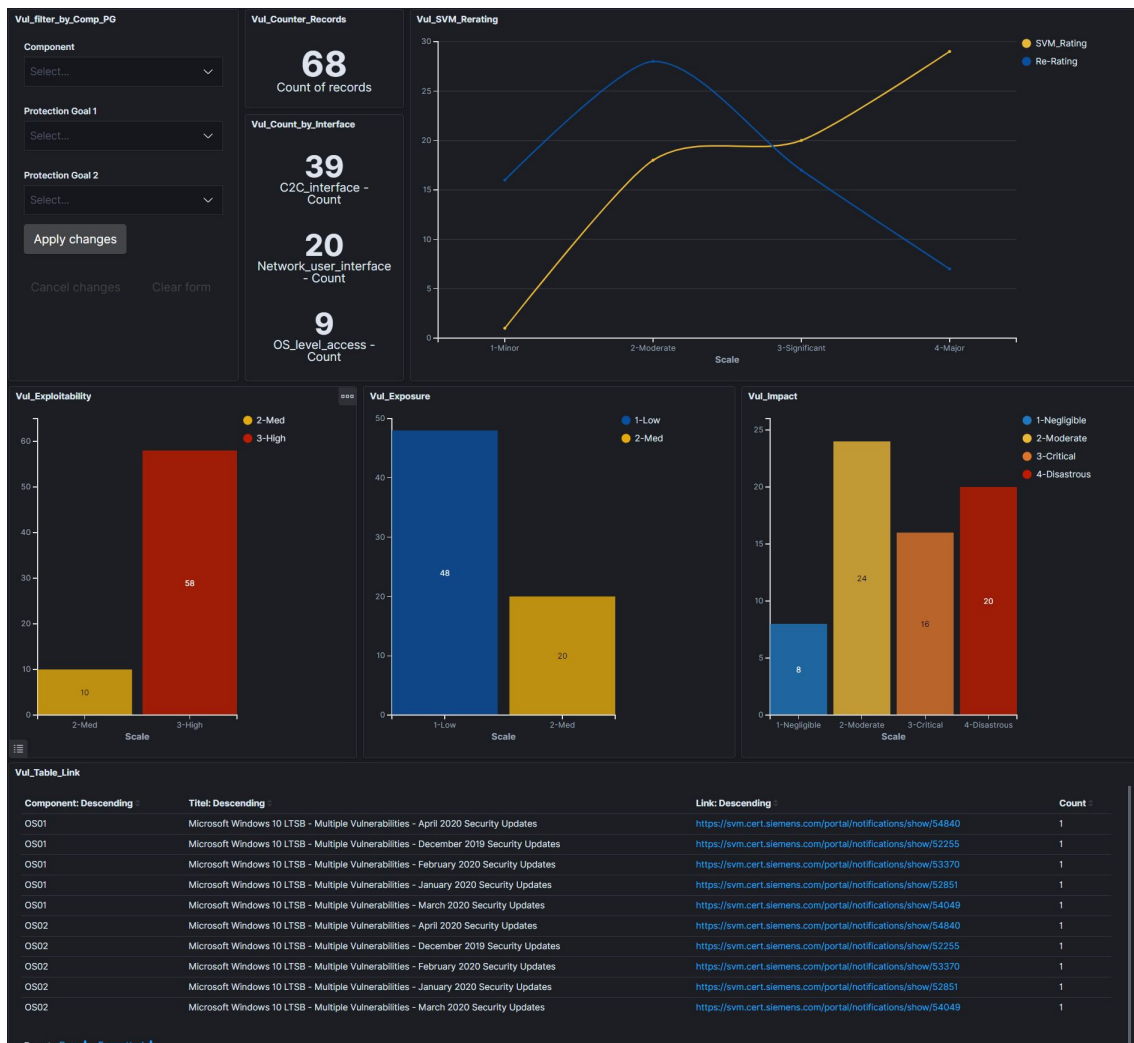 Vul_filter_by_Comp_PG
Component
Select...
Protection Goal 1
Select...
Protection Goal 2
Select...
Apply changes
Cancel changes Clear form
Vul_Counter_Records
68
Count of records
Vul_Count_by_Interface
39
C2C_interface -
Count
20
Network_user_interface
- Count
9
OS_level_access -
Count
Vul_SVM_Rerating
30
25
20
15
10
5
0
1-Minor 2-Moderate 3-Significant 4-Major
Scale
SVM_Rating
Re-Rating
Vul_Exploitability
60
50
40
30
20
10
0
10
58
2-Med 3-High
Scale
2-Med
3-High
Vul_Exposure
50
40
30
20
10
0
48
20
1-Low 2-Med
Scale
1-Low
2-Med
Vul_Impact
25
20
15
10
5
0
8
24
16
20
1-Negligible 2-Moderate 3-Critical 4-Disastrous
Scale
1-Negligible
2-Moderate
3-Critical
4-Disastrous
Vul_Table_Link
Component: Descending Titel: Descending Link: Descending Count
OS01 Microsoft Windows 10 LTSB - Multiple Vulnerabilities - April 2020 Security Updates https://svm.cert.siemens.com/portal/notifications/show/54840 1
OS01 Microsoft Windows 10 LTSB - Multiple Vulnerabilities - December 2019 Security Updates https://svm.cert.siemens.com/portal/notifications/show/52255 1
OS01 Microsoft Windows 10 LTSB - Multiple Vulnerabilities - February 2020 Security Updates https://svm.cert.siemens.com/portal/notifications/show/53370 1
OS01 Microsoft Windows 10 LTSB - Multiple Vulnerabilities - January 2020 Security Updates https://svm.cert.siemens.com/portal/notifications/show/52851 1
OS01 Microsoft Windows 10 LTSB - Multiple Vulnerabilities - March 2020 Security Updates https://svm.cert.siemens.com/portal/notifications/show/54049 1
OS02 Microsoft Windows 10 LTSB - Multiple Vulnerabilities - April 2020 Security Updates https://svm.cert.siemens.com/portal/notifications/show/54840 1
OS02 Microsoft Windows 10 LTSB - Multiple Vulnerabilities - December 2019 Security Updates https://svm.cert.siemens.com/portal/notifications/show/52255 1
OS02 Microsoft Windows 10 LTSB - Multiple Vulnerabilities - February 2020 Security Updates https://svm.cert.siemens.com/portal/notifications/show/53370 1
OS02 Microsoft Windows 10 LTSB - Multiple Vulnerabilities - January 2020 Security Updates https://svm.cert.siemens.com/portal/notifications/show/52851 1
OS02 Microsoft Windows 10 LTSB - Multiple Vulnerabilities - March 2020 Security Updates https://svm.cert.siemens.com/portal/notifications/show/54049 1